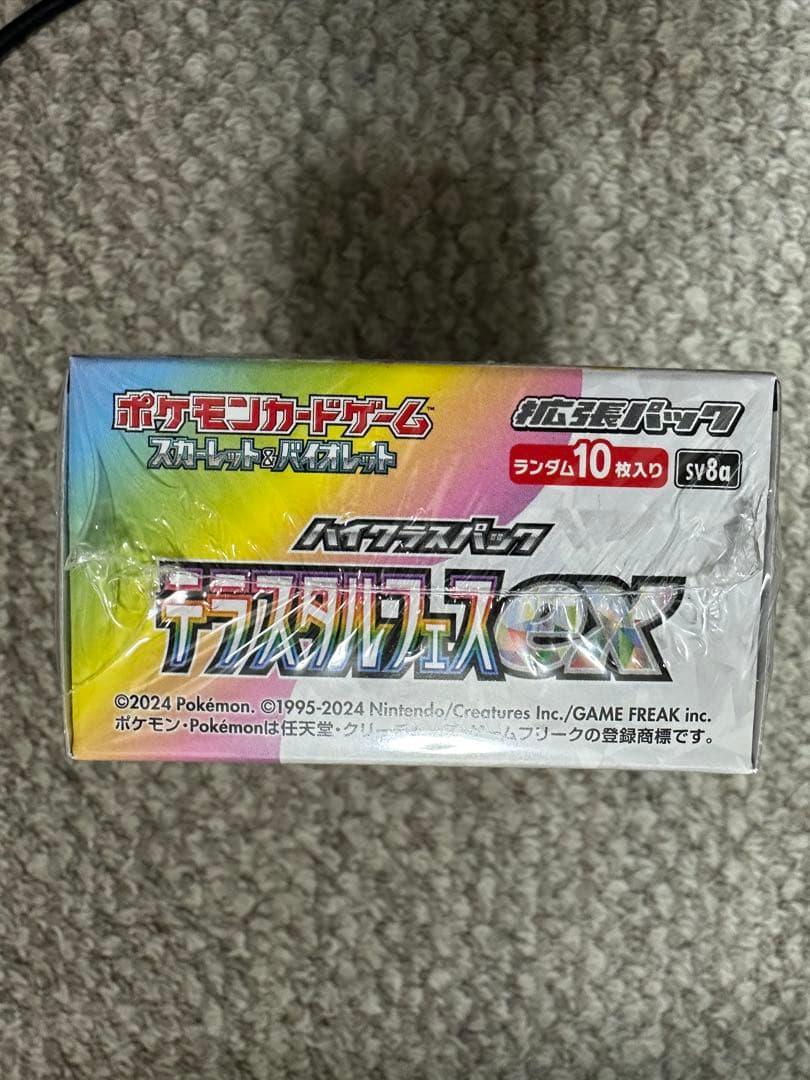 ポケモンカードゲーム™
スカーレット&バイオレット
拡張パック
ランダム10枚入り
sv8a
ハイクラスパック
テラスタルフェスex
©2024 Pokémon. ©1995-2024 Nintendo/Creatures Inc./GAME FREAK inc.
ポケモン・Pokémonは任天堂・クリーチャーズ・ゲームフリークの登録商標です。